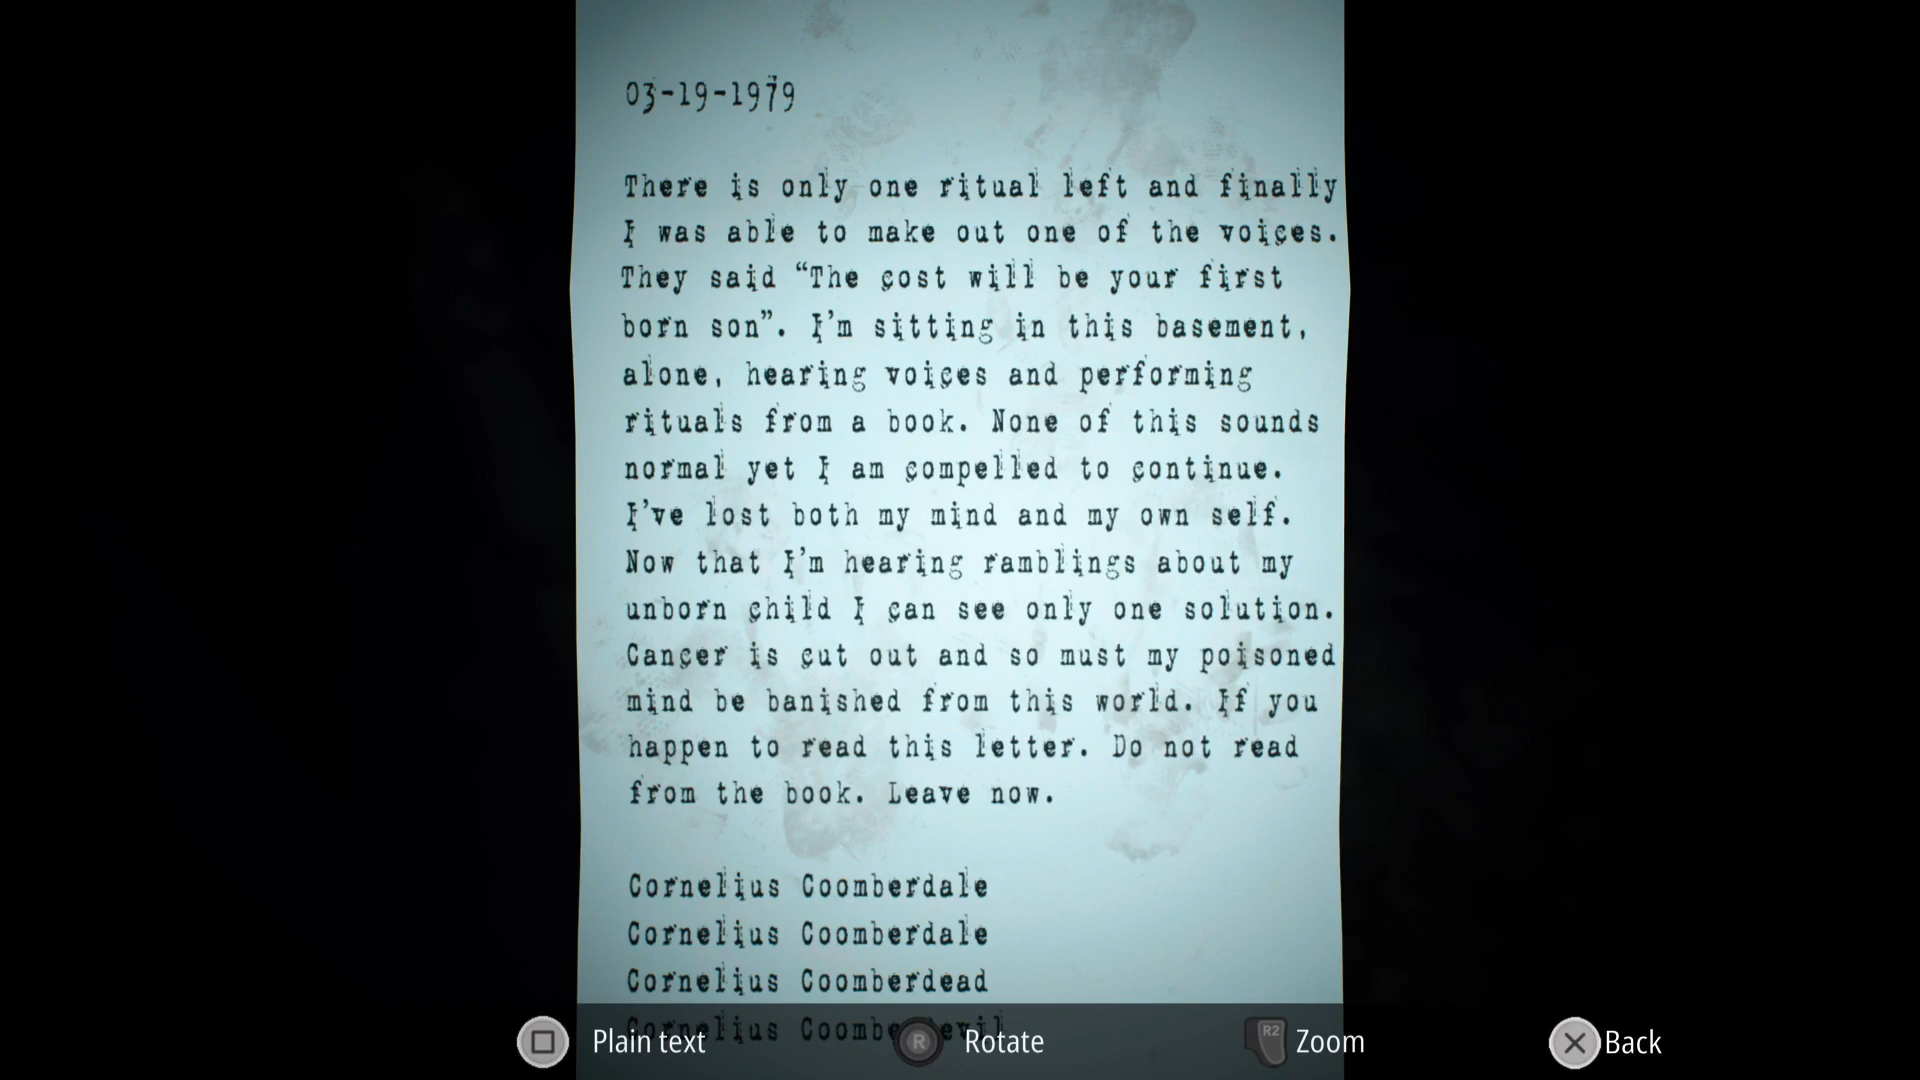 03-19-1979
There is only one ritual left and finally
I was able to make out one of the voices.
They said “The cost will be your first
born son”. I’m sitting in this basement,
alone, hearing voices and performing
rituals from a book. None of this sounds
normal yet I am compelled to continue.
I’ve lost both my mind and my own self.
Now that I’m hearing ramblings about my
unborn child I can see only one solution.
Cancer is cut out and so must my poisoned
mind be banished from this world. If you
happen to read this letter. Do not read
from the book. Leave now.
Cornelius Coomberdale
Cornelius Coomberdale
Cornelius Coomberdead
Cornelius
Plain text
R Rotate
R2 Zoom
Back